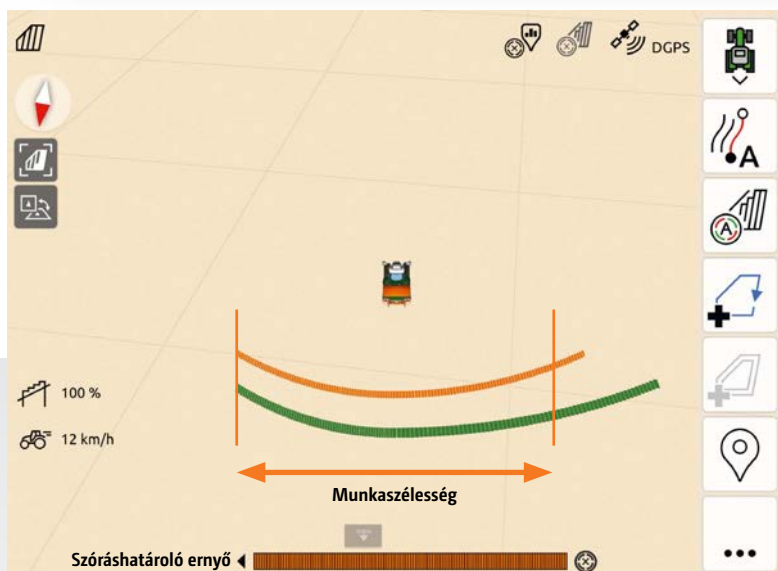 DGPS
A
A
100 %
12 km/h
Munkaszélesség
Szóráshatároló ernyő